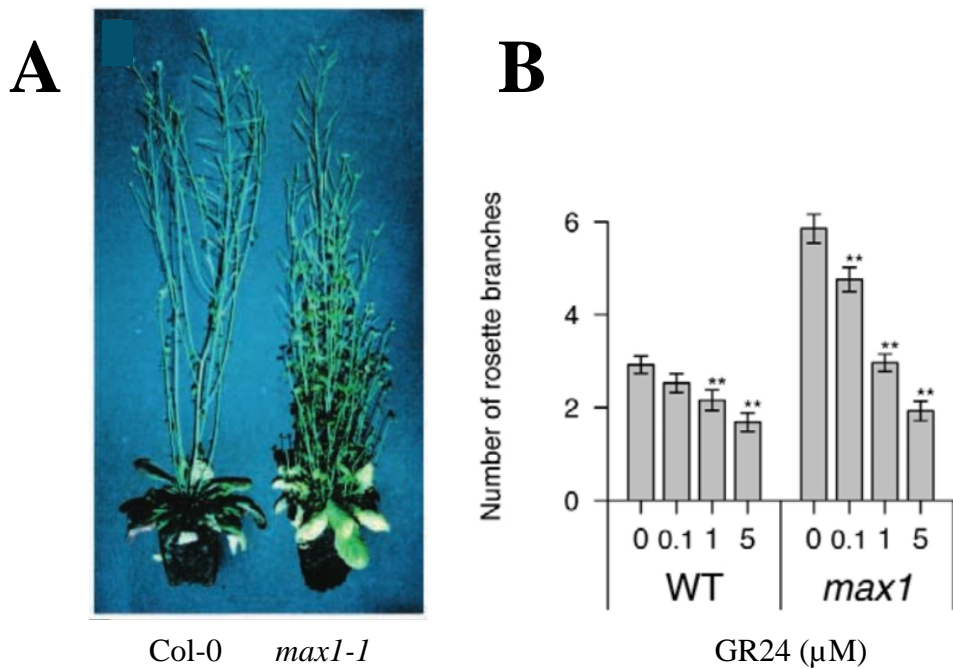 A
B
Number of rosette branches
6
4
2
0
**
**
**
**
**
0 0.1 1 5 0 0.1 1 5
WT max1
Col-0 max1-1
GR24 (µM)